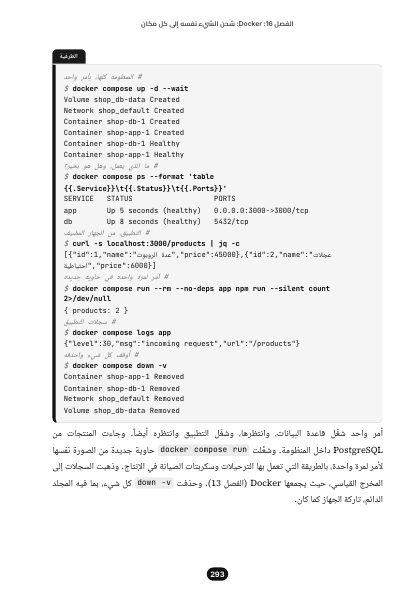 الفصل 16: Docker: شحن الشيء نفسه إلى كل مكان
الطرفية
# المنظومة كلها، بأمر واحد
$ docker compose up -d --wait
Volume shop_db-data Created
Network shop_default Created
Container shop-db-1 Created
Container shop-app-1 Created
Container shop-db-1 Healthy
Container shop-app-1 Healthy
# ما الذي يعمل، وهل هو بخير؟
$ docker compose ps --format 'table
{{.Service}}\t{{.Status}}\t{{.Ports}}'
SERVICE STATUS PORTS
app Up 5 seconds (healthy) 0.0.0.0:3000->3000/tcp
db Up 8 seconds (healthy) 5432/tcp
# التطبيق، من الجهاز المضيف
$ curl -s localhost:3000/products | jq -c
[{"id":1,"name":"عدة الروبوت","price":45000},{"id":2,"name":"عجلات
احتياطية","price":6000}]
# أمر لمرة واحدة في حاوية جديدة
$ docker compose run --rm --no-deps app npm run --silent count
2>/dev/null
{ products: 2 }
# سجلات التطبيق
$ docker compose logs app
{"level":30,"msg":"incoming request","url":"/products"}
# أوقف كل شيء واحذفه
$ docker compose down -v
Container shop-app-1 Removed
Container shop-db-1 Removed
Network shop_default Removed
Volume shop_db-data Removed
أمر واحد شغّل قاعدة البيانات، وانتظرها، وشغّل التطبيق وانتظره أيضاً. وجاءت المنتجات من
PostgreSQL داخل المنظومة. وشغّلت docker compose run حاوية جديدة من الصورة نفسها
لأمر لمرة واحدة، بالطريقة التي تعمل بها الترحيلات وسكربتات الصيانة في الإنتاج. وذهبت السجلات إلى
المخرج القياسي، حيث يجمعها Docker (الفصل 13). وحذفت down -v كل شيء، بما فيه المجلد
الدائم، تاركة الجهاز كما كان.
293